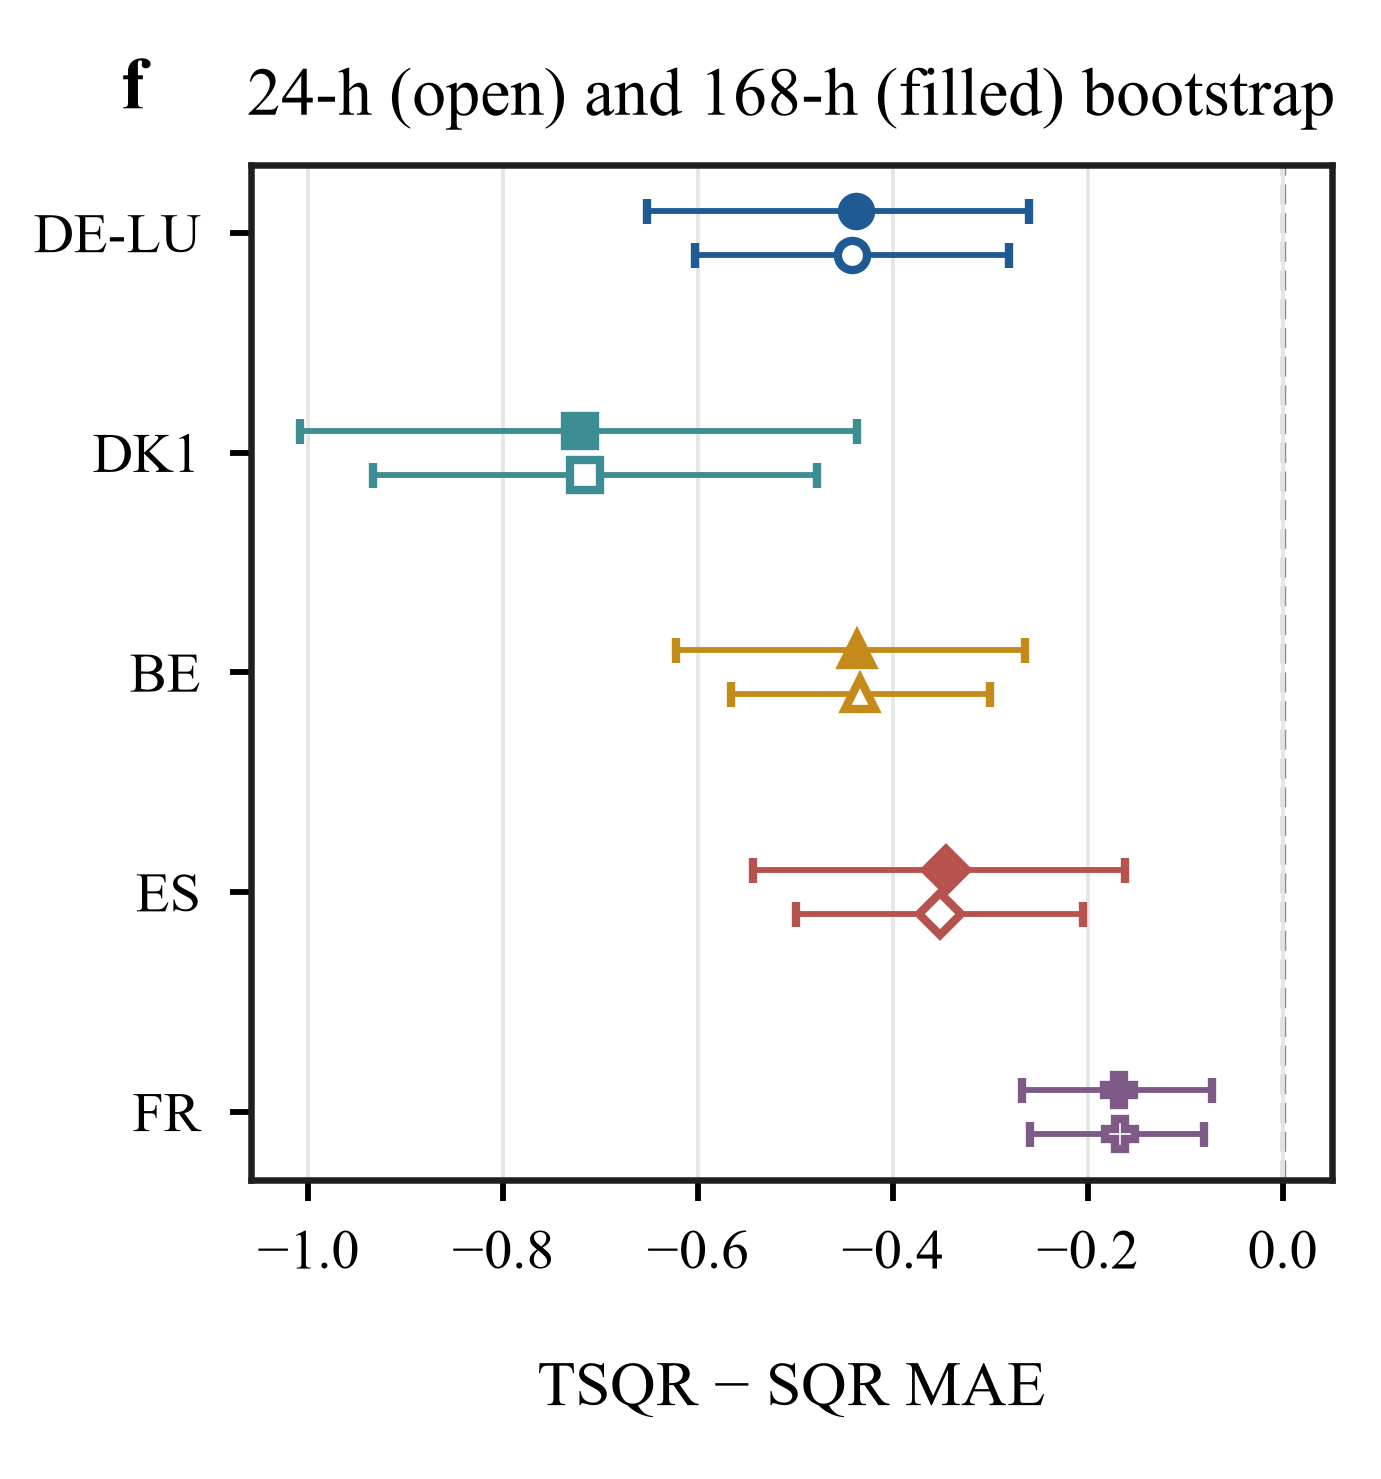 f
24-h (open) and 168-h (filled) bootstrap
DE-LU
DK1
BE
ES
FR
−1.0 −0.8 −0.6 −0.4 −0.2 0.0
TSQR − SQR MAE